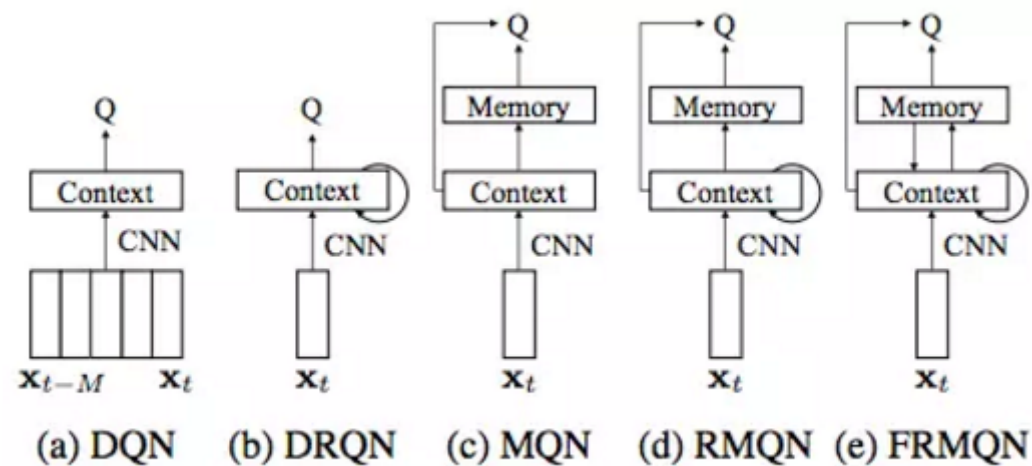 Q
Context
CNN
x_{t-M} x_t
(a) DQN
Q
Context
CNN
x_t
(b) DRQN
Q
Memory
Context
CNN
x_t
(c) MQN
Q
Memory
Context
CNN
x_t
(d) RMQN
Q
Memory
Context
CNN
x_t
(e) FRMQN